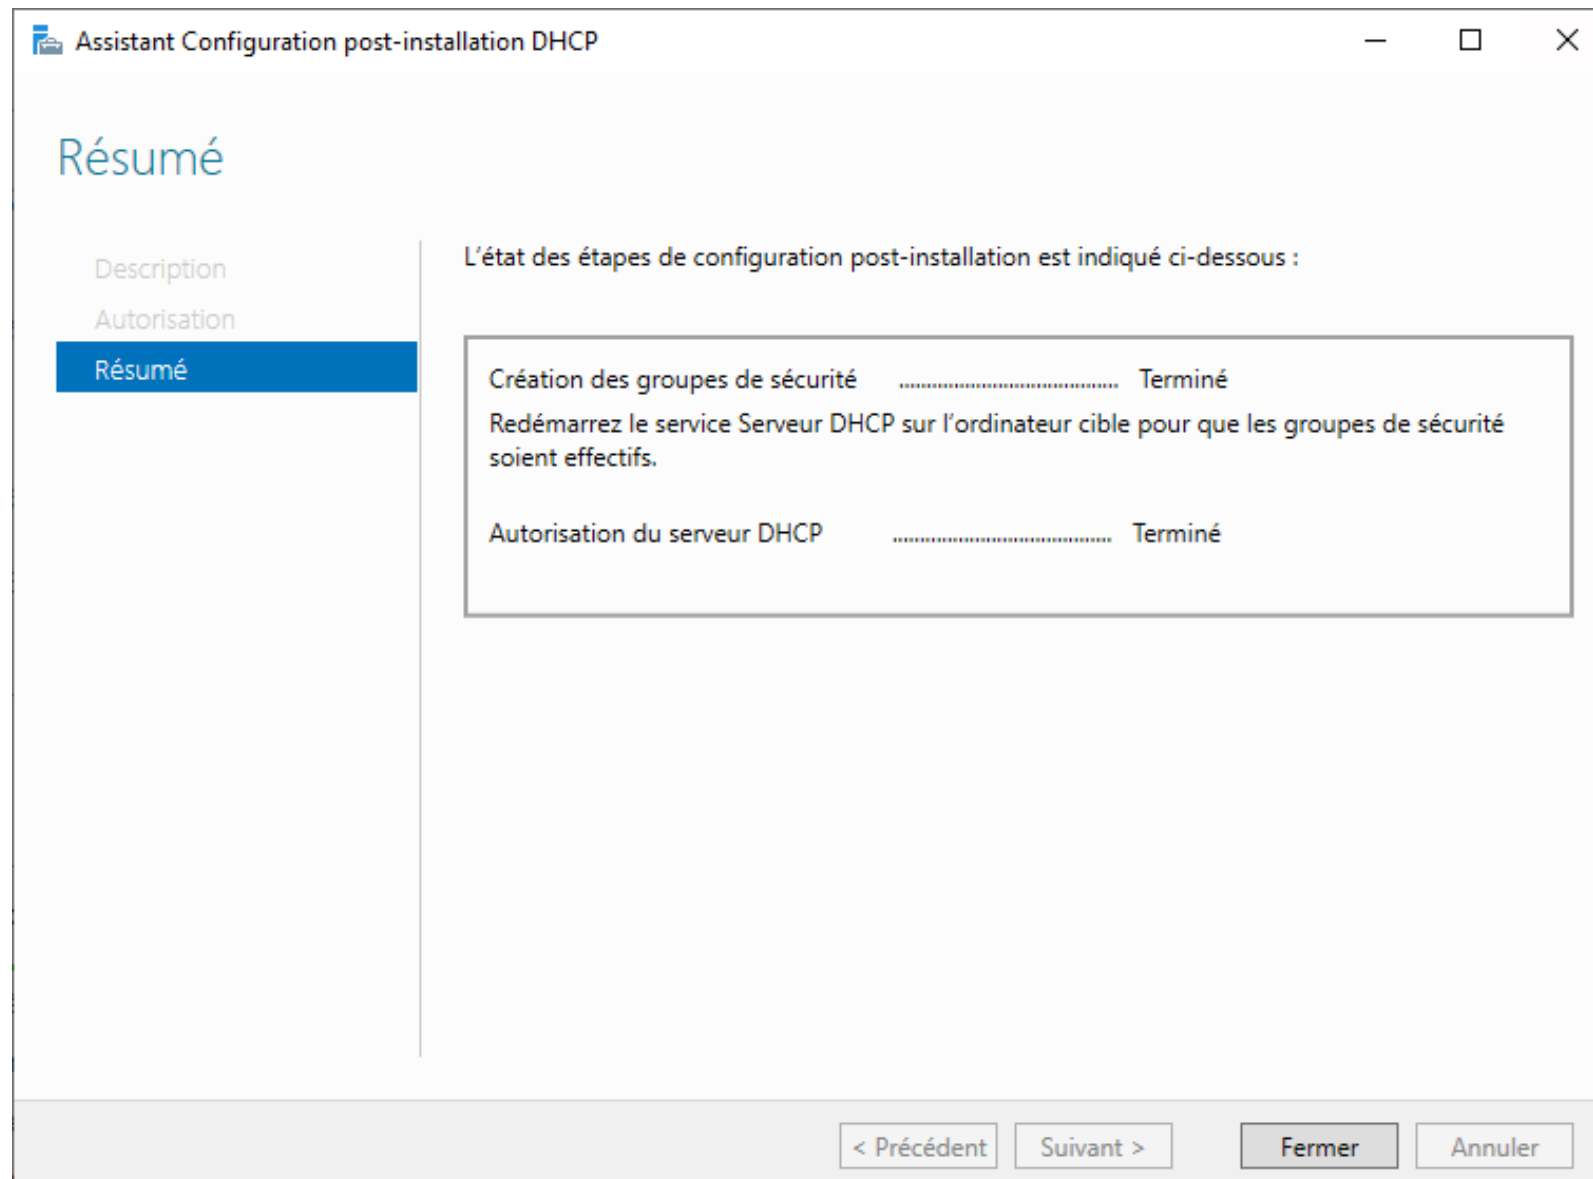 Assistant Configuration post-installation DHCP
Résumé
Description
Autorisation
Résumé
L’état des étapes de configuration post-installation est indiqué ci-dessous :
Création des groupes de sécurité ........................................ Terminé
Redémarrez le service Serveur DHCP sur l’ordinateur cible pour que les groupes de sécurité
soient effectifs.
Autorisation du serveur DHCP ........................................ Terminé
< Précédent
Suivant >
Fermer
Annuler